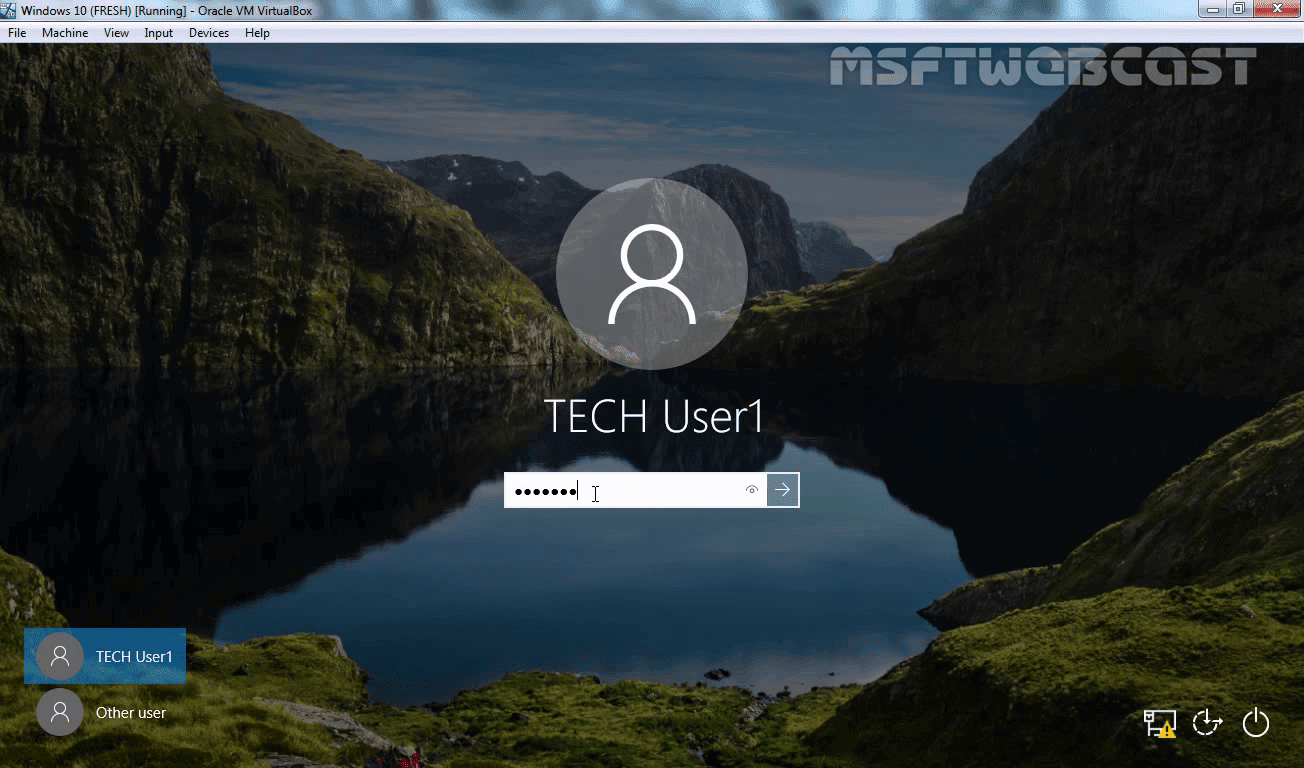 Windows 10 (FRESH) [Running] - Oracle VM VirtualBox
File Machine View Input Devices Help
MSFTWEBCAST
TECH User1
TECH User1
Other user